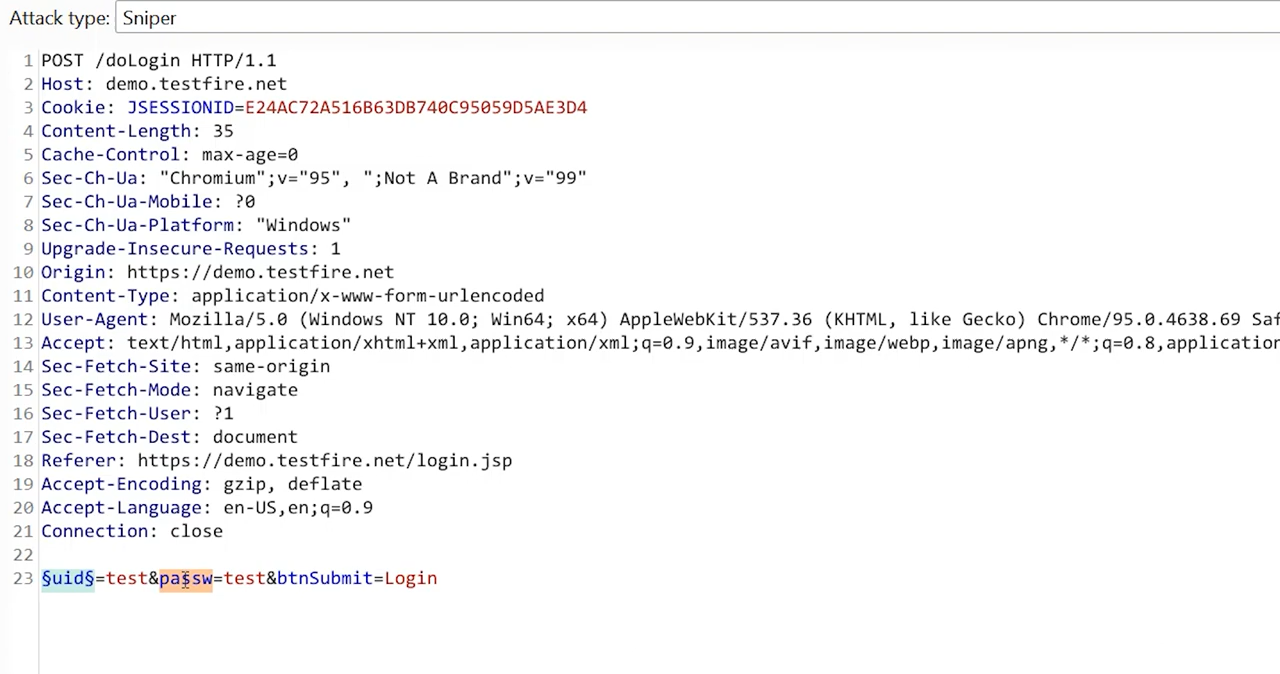 Attack type: Sniper
1 POST /doLogin HTTP/1.1
2 Host: demo.testfire.net
3 Cookie: JSESSIONID=E24AC72A516B63DB740C95059D5AE3D4
4 Content-Length: 35
5 Cache-Control: max-age=0
6 Sec-Ch-Ua: "Chromium";v="95", ";Not A Brand";v="99"
7 Sec-Ch-Ua-Mobile: ?0
8 Sec-Ch-Ua-Platform: "Windows"
9 Upgrade-Insecure-Requests: 1
10 Origin: https://demo.testfire.net
11 Content-Type: application/x-www-form-urlencoded
12 User-Agent: Mozilla/5.0 (Windows NT 10.0; Win64; x64) AppleWebKit/537.36 (KHTML, like Gecko) Chrome/95.0.4638.69 Saf
13 Accept: text/html,application/xhtml+xml,application/xml;q=0.9,image/avif,image/webp,image/apng,*/*;q=0.8,application
14 Sec-Fetch-Site: same-origin
15 Sec-Fetch-Mode: navigate
16 Sec-Fetch-User: ?1
17 Sec-Fetch-Dest: document
18 Referer: https://demo.testfire.net/login.jsp
19 Accept-Encoding: gzip, deflate
20 Accept-Language: en-US,en;q=0.9
21 Connection: close
22
23 §uid§=test&passw=test&btnSubmit=Login